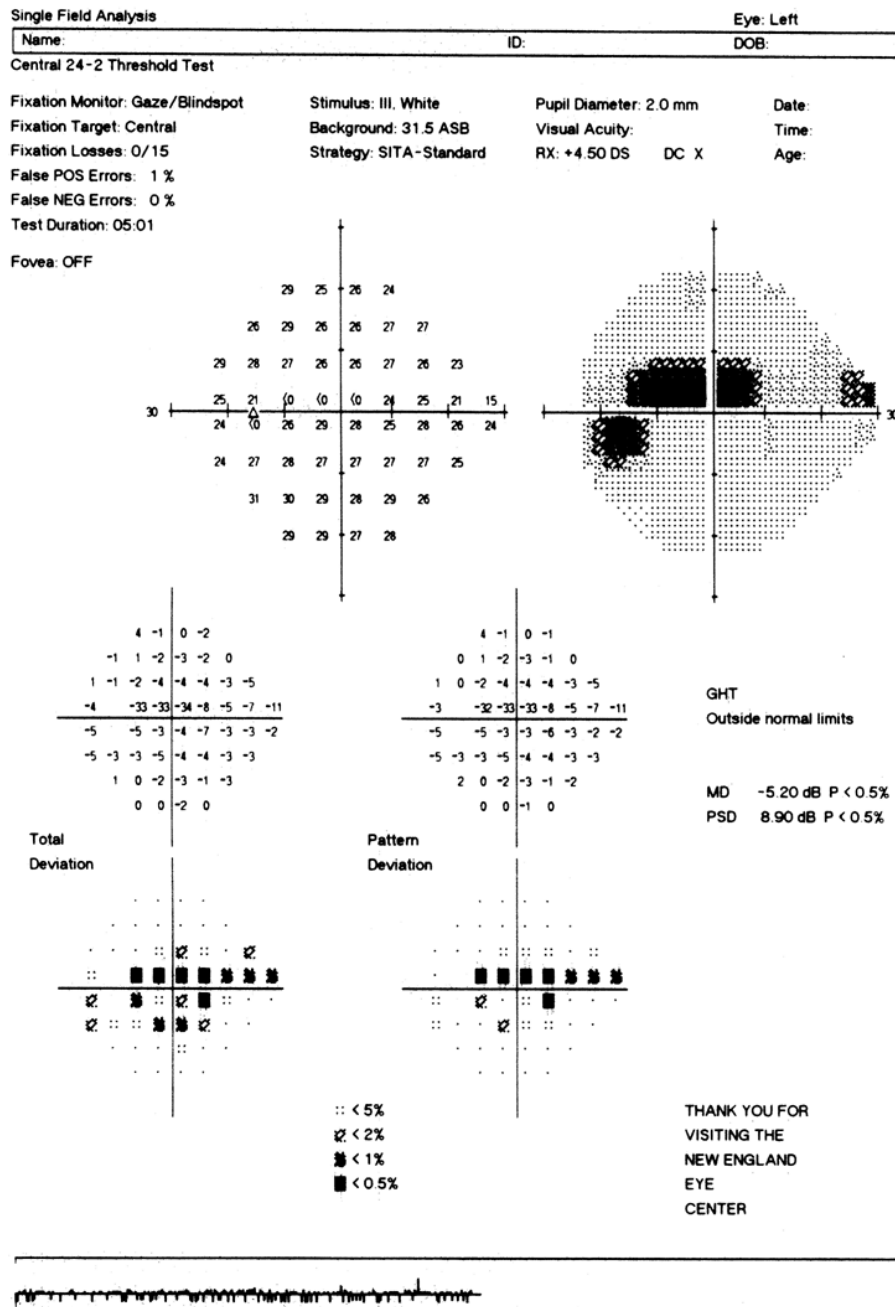 Single Field Analysis Eye: Left
Name: ID: DOB:
Central 24-2 Threshold Test
Fixation Monitor: Gaze/Blindspot Stimulus: III, White Pupil Diameter: 2.0 mm Date:
Fixation Target: Central Background: 31.5 ASB Visual Acuity: Time:
Fixation Losses: 0/15 Strategy: SITA-Standard RX: +4.50 DS DC X Age:
False POS Errors: 1 %
False NEG Errors: 0 %
Test Duration: 05:01
Fovea: OFF
29 25 26 24
26 29 26 26 27 27
29 28 27 26 26 27 26 23
25 21 <0 <0 <0 24 25 21 15
30 30
24 <0 26 29 28 25 28 26 24
24 27 28 27 27 27 27 25
31 30 29 28 29 26
29 29 27 28
4 -1 0 -2 4 -1 0 -1
-1 1 -2 -3 -2 0 0 1 -2 -3 -1 0
1 -1 -2 -4 -4 -4 -3 -5 1 0 -2 -4 -4 -4 -3 -5
-4 -33 -33 -34 -8 -5 -7 -11 -3 -32 -33 -33 -8 -5 -7 -11
-5 -5 -3 -4 -7 -3 -3 -2 -5 -5 -3 -3 -6 -3 -2 -2
-5 -3 -3 -5 -4 -4 -3 -3 -5 -3 -3 -5 -4 -4 -3 -3
1 0 -2 -3 -1 -3 2 0 -2 -3 -1 -2
0 0 -2 0 0 0 -1 0
GHT
Outside normal limits
MD -5.20 dB P < 0.5%
PSD 8.90 dB P < 0.5%
Total Pattern
Deviation Deviation
< 5%
< 2%
< 1%
< 0.5%
THANK YOU FOR
VISITING THE
NEW ENGLAND
EYE
CENTER